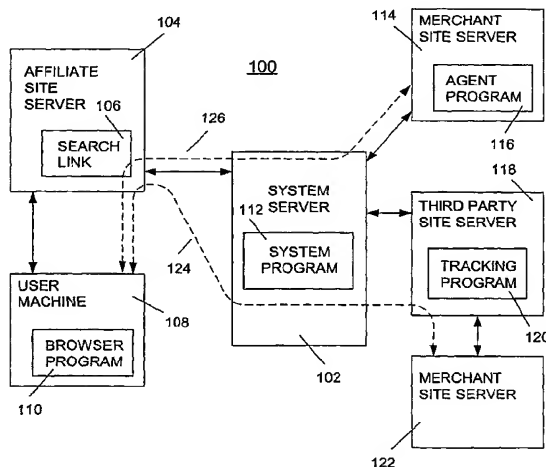 104
AFFILIATE
SITE
SERVER
106
SEARCH
LINK
100
126
114
MERCHANT
SITE SERVER
AGENT
PROGRAM
116
118
SYSTEM
SERVER
112
SYSTEM
PROGRAM
102
THIRD PARTY
SITE SERVER
TRACKING
PROGRAM
120
124
USER
MACHINE
108
BROWSER
PROGRAM
110
MERCHANT
SITE SERVER
122